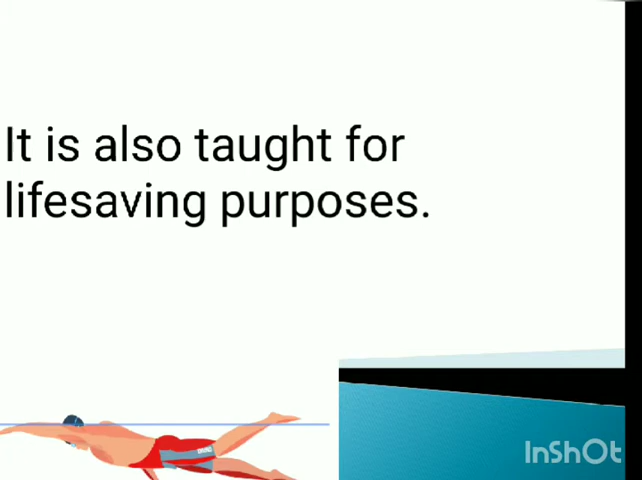 It is also taught for
lifesaving purposes.
InShOt